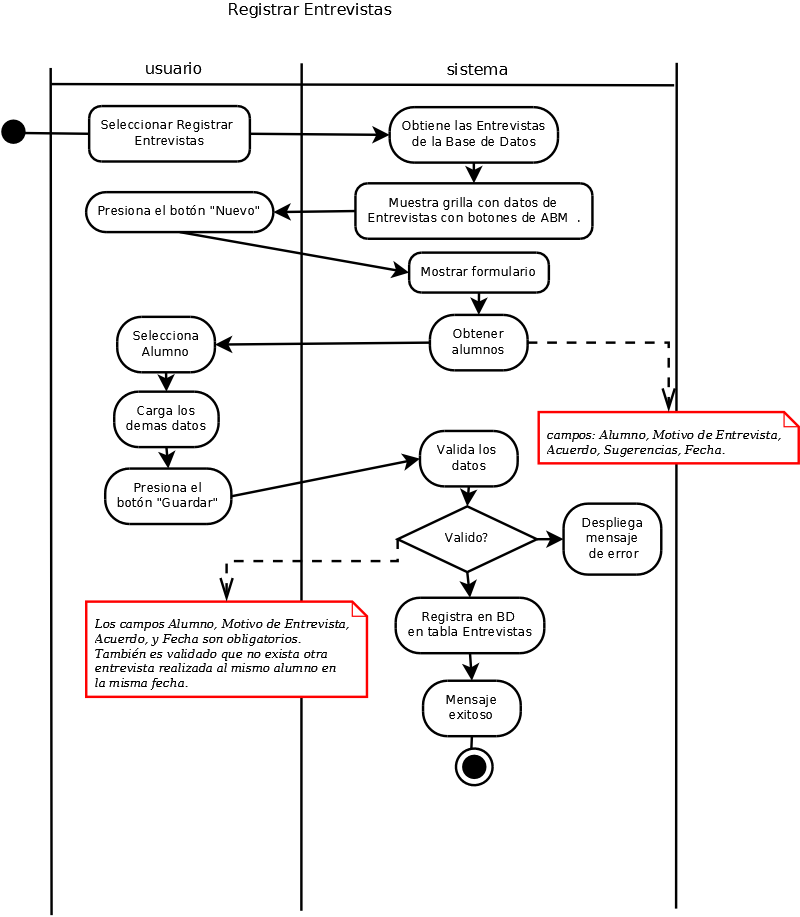 Registrar Entrevistas
usuario
sistema
Seleccionar Registrar
Entrevistas
Obtiene las Entrevistas
de la Base de Datos
Muestra grilla con datos de
Entrevistas con botones de ABM .
Presiona el botón "Nuevo"
Mostrar formulario
Obtener
alumnos
Selecciona
Alumno
Carga los
demas datos
campos: Alumno, Motivo de Entrevista,
Acuerdo, Sugerencias, Fecha.
Presiona el
botón "Guardar"
Valida los
datos
Valido?
Despliega
mensaje
de error
Los campos Alumno, Motivo de Entrevista,
Acuerdo, y Fecha son obligatorios.
También es validado que no exista otra
entrevista realizada al mismo alumno en
la misma fecha.
Registra en BD
en tabla Entrevistas
Mensaje
exitoso